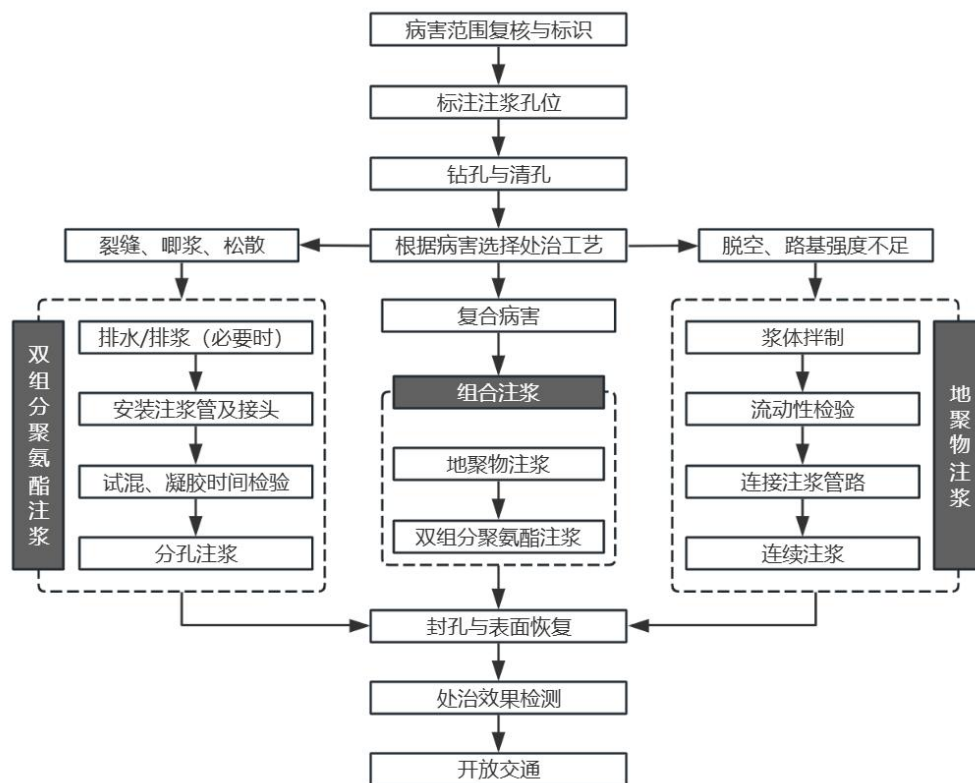 病害范围复核与标识
标注注浆孔位
钻孔与清孔
裂缝、唧浆、松散
根据病害选择处治工艺
脱空、路基强度不足
双组分聚氨酯注浆
排水/排浆（必要时）
安装注浆管及接头
试混、凝胶时间检验
分孔注浆
复合病害
组合注浆
地聚物注浆
双组分聚氨酯注浆
浆体拌制
流动性检验
连接注浆管路
连续注浆
地聚物注浆
封孔与表面恢复
处治效果检测
开放交通